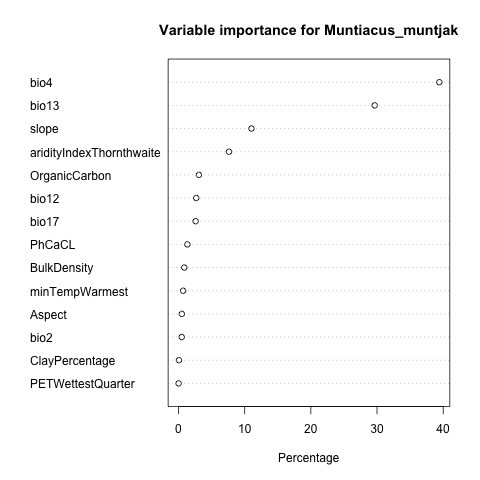 Variable importance for Muntiacus_muntjak
bio4
bio13
slope
aridityIndexThornthwaite
OrganicCarbon
bio12
bio17
PhCaCL
BulkDensity
minTempWarmest
Aspect
bio2
ClayPercentage
PETWettestQuarter
0 10 20 30 40
Percentage